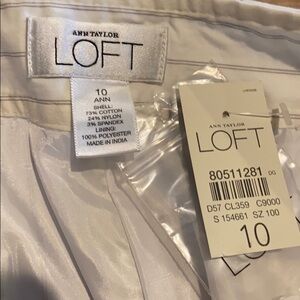 ANN TAYLOR
LOFT
10
ANN
SHELL:
73% COTTON
24% NYLON
3% SPANDEX
LINING:
100% POLYESTER
MADE IN INDIA
ANN TAYLOR
LOFT
80511281 DG
D57 CL359 C9000
S 154661 SZ 100
10